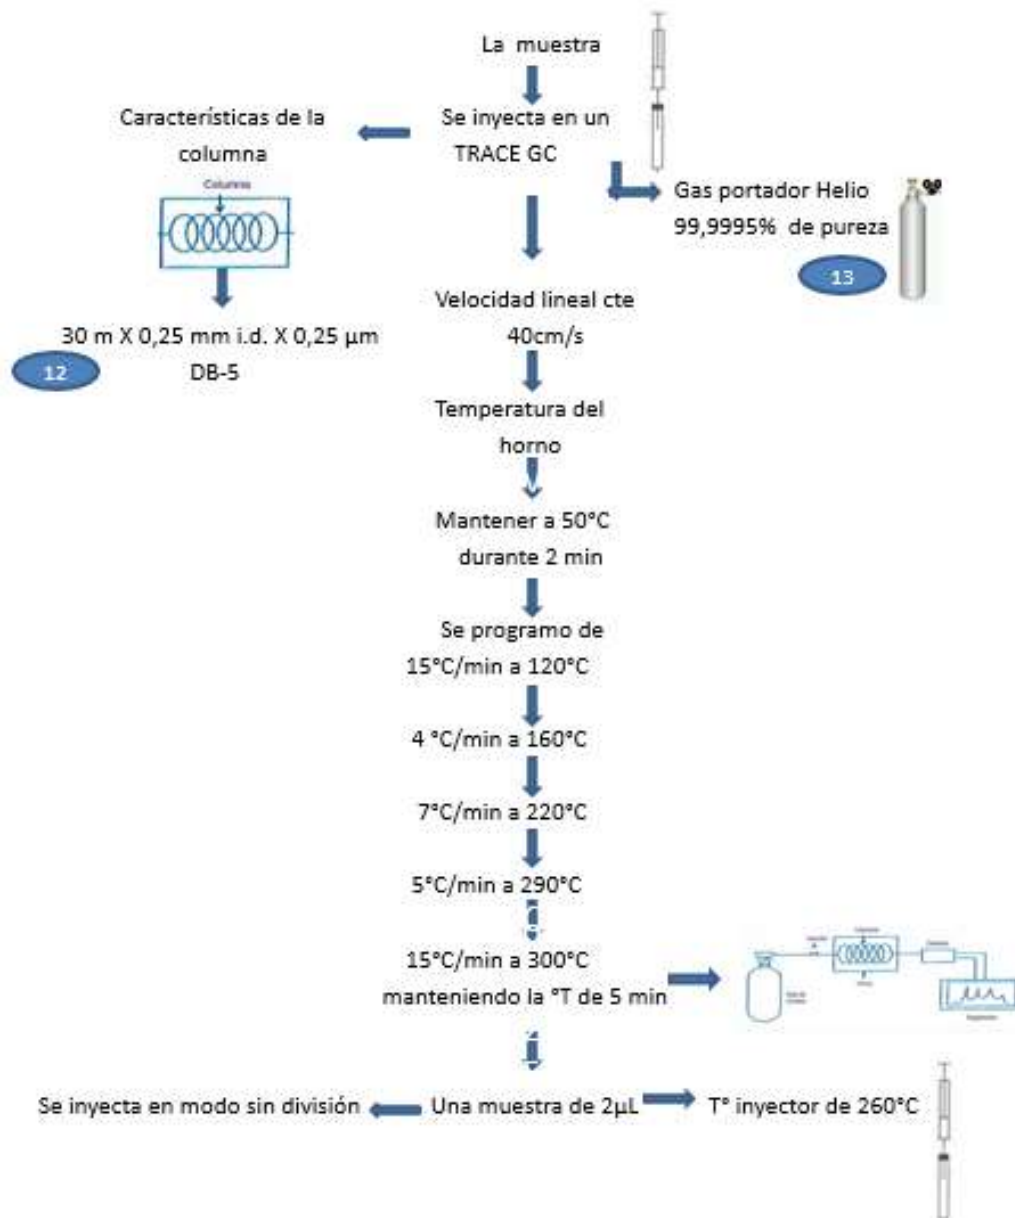 La muestra
Se inyecta en un
TRACE GC
Características de la
columna
Columna
30 m X 0,25 mm i.d. X 0,25 µm
DB-5
12
Gas portador Helio
99,9995% de pureza
13
Velocidad lineal cte
40cm/s
Temperatura del
horno
Mantener a 50°C
durante 2 min
Se programo de
15°C/min a 120°C
4 °C/min a 160°C
7°C/min a 220°C
5°C/min a 290°C
15°C/min a 300°C
manteniendo la °T de 5 min
Una muestra de 2µL
Se inyecta en modo sin división
T° inyector de 260°C